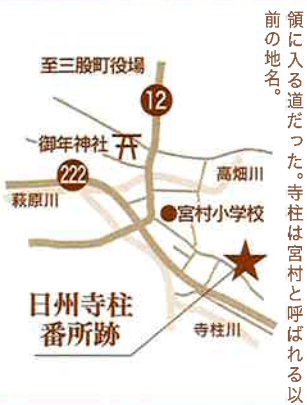 領に入る道だった。寺柱は宮村と呼ばれる以
前の地名。
至三股町役場
12
御年神社
222
高畑川
萩原川
宮村小学校
日州寺柱
番所跡
寺柱川